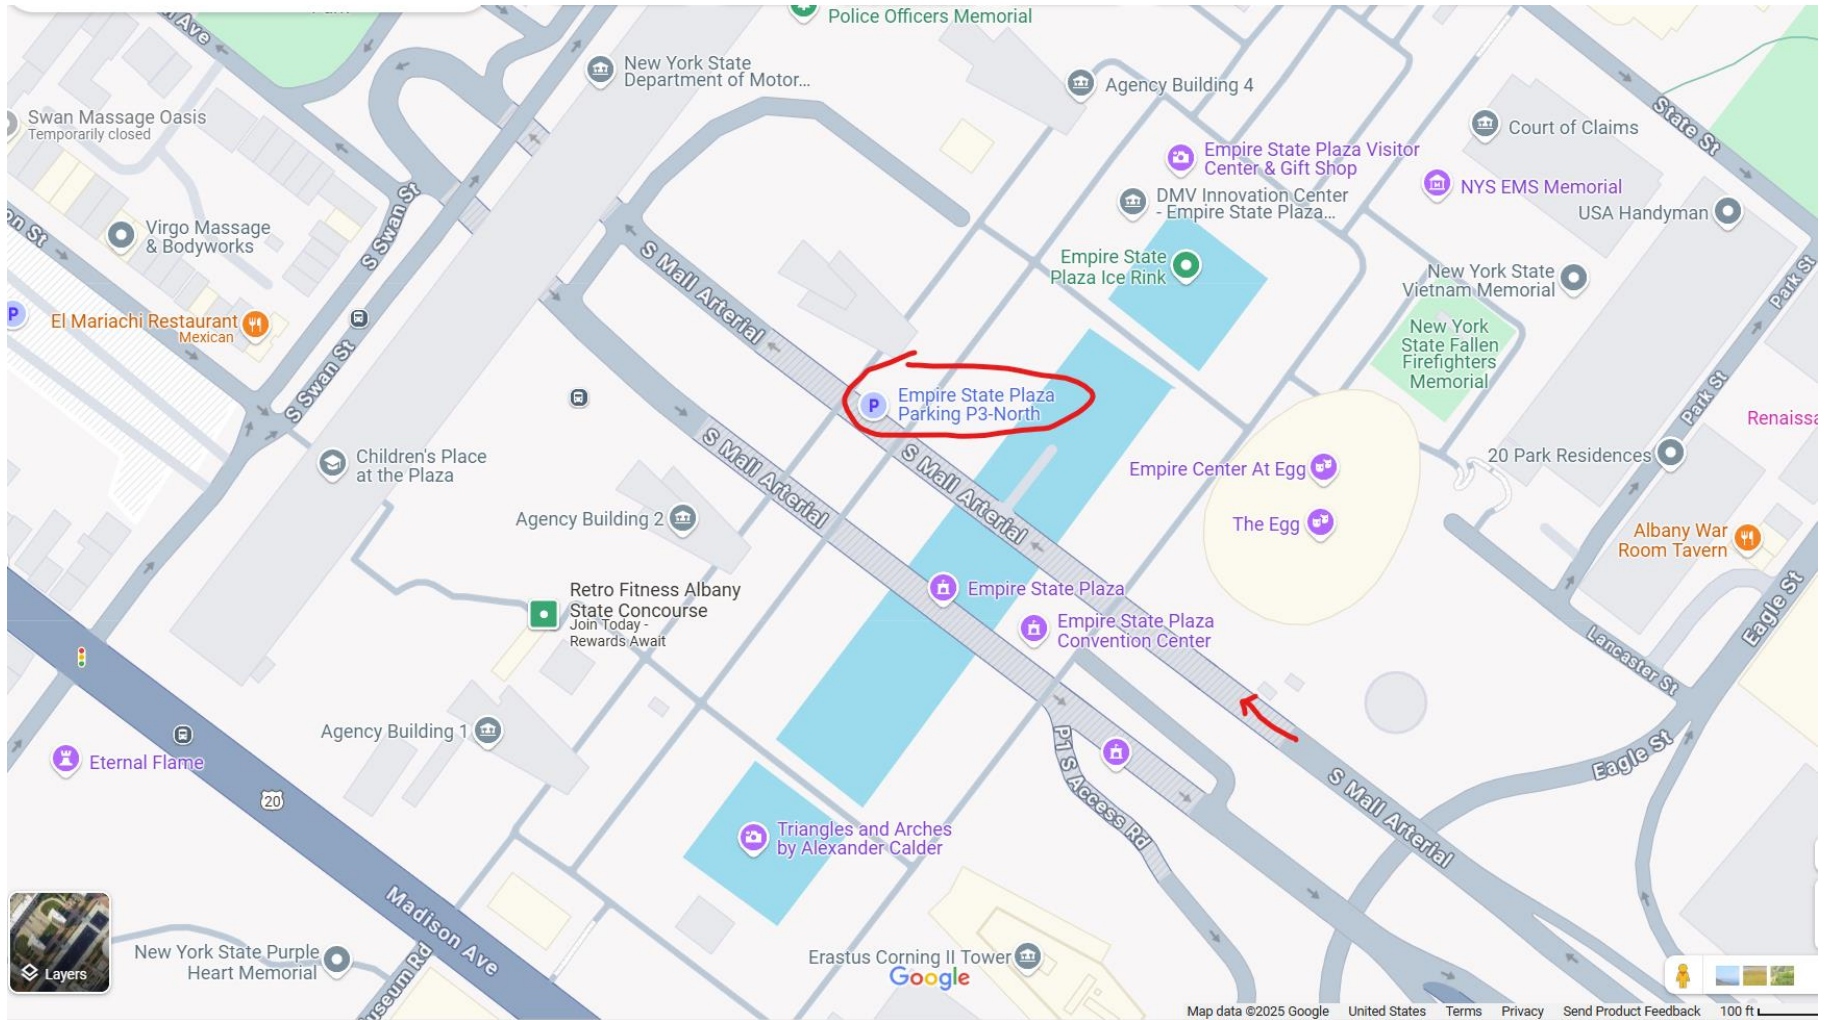 Police Officers Memorial
Ave
New York State
Department of Motor...
Agency Building 4
State St
Court of Claims
Swan Massage Oasis
Temporarily closed
Empire State Plaza Visitor
Center & Gift Shop
NYS EMS Memorial
DMV Innovation Center
- Empire State Plaza...
USA Handyman
S Swan St
Virgo Massage
& Bodyworks
on St
S Mall Arterial
Empire State
Plaza Ice Rink
New York State
Vietnam Memorial
Park St
P
El Mariachi Restaurant
Mexican
New York
State Fallen
Firefighters
Memorial
S Swan St
P
Empire State Plaza
Parking P3-North
Park St
Renaissa
S Mall Arterial
S Mall Arterial
Children's Place
at the Plaza
20 Park Residences
Empire Center At Egg
Agency Building 2
The Egg
Albany War
Room Tavern
Retro Fitness Albany
State Concourse
Join Today -
Rewards Await
Empire State Plaza
Empire State Plaza
Convention Center
Eagle St
Lancaster St
Agency Building 1
Eternal Flame
P1 S Access Rd
Eagle St
20
S Mall Arterial
Triangles and Arches
by Alexander Calder
Madison Ave
New York State Purple
Heart Memorial
Museum Rd
Erastus Corning II Tower
Layers
Google
Map data ©2025 Google
United States
Terms
Privacy
Send Product Feedback
100 ft